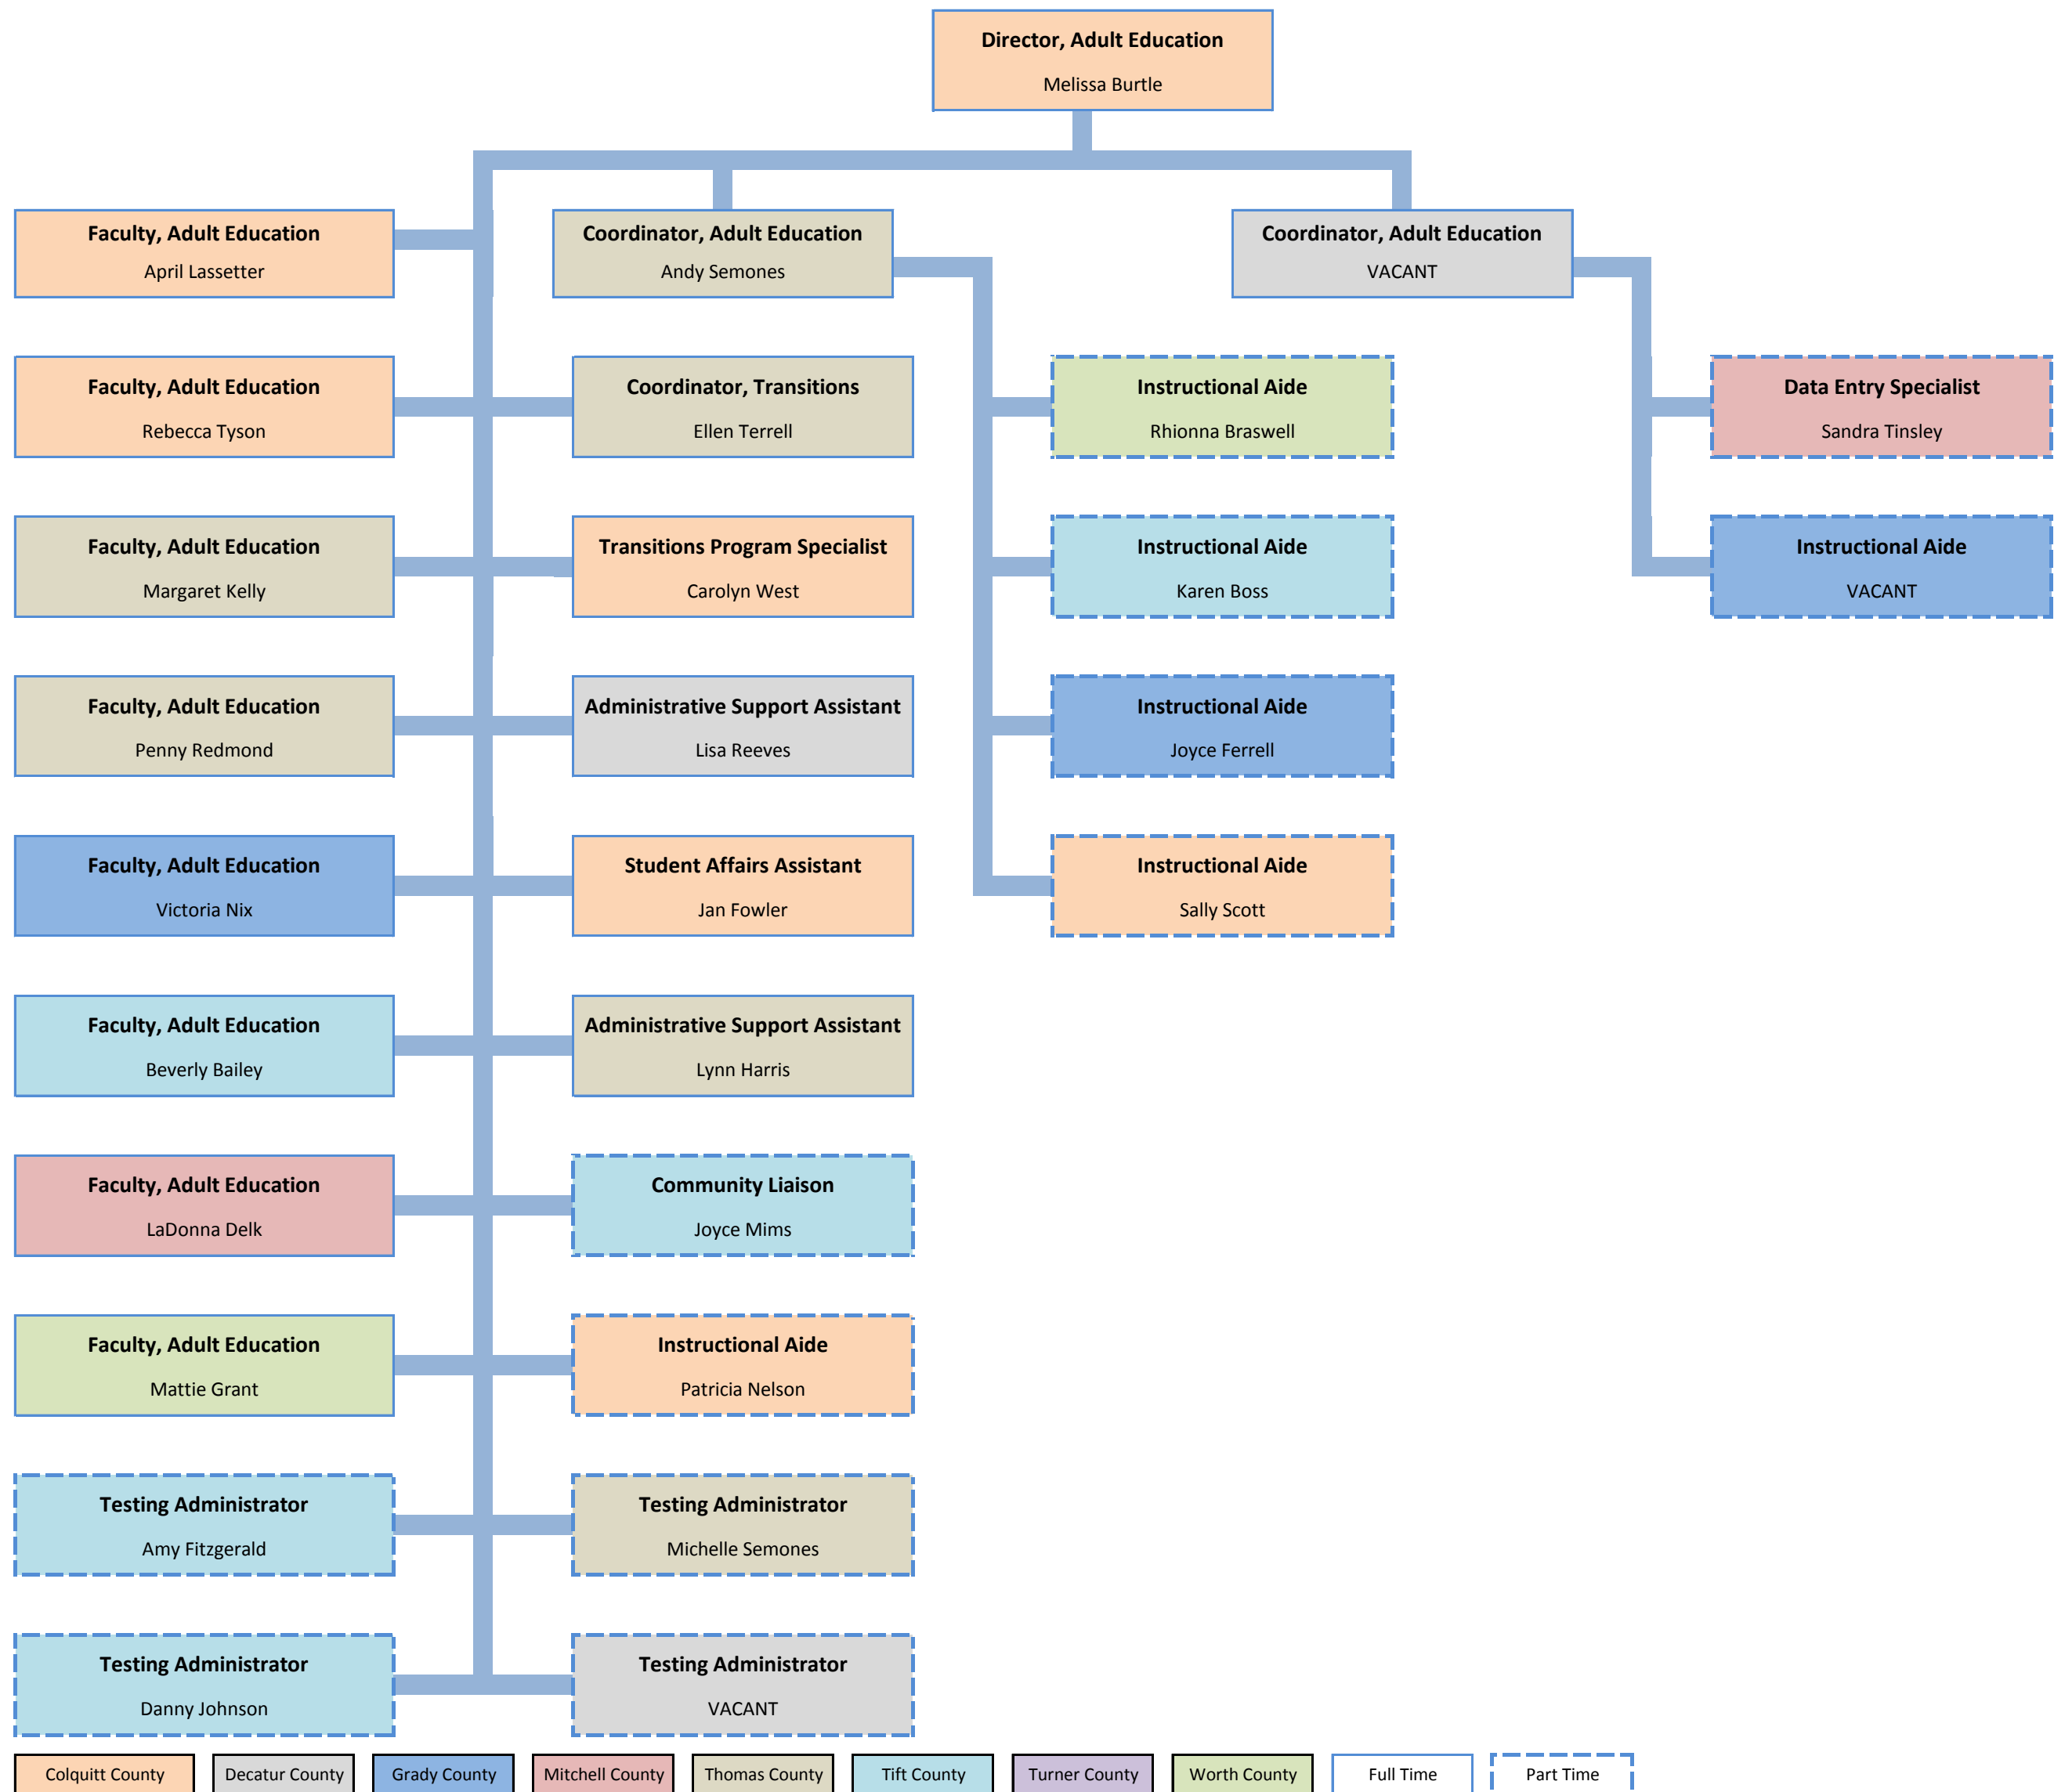 Director, Adult Education
Melissa Burtle
Faculty, Adult Education
April Lassetter
Coordinator, Adult Education
Andy Semones
Coordinator, Adult Education
VACANT
Faculty, Adult Education
Rebecca Tyson
Coordinator, Transitions
Ellen Terrell
Instructional Aide
Rhionna Braswell
Data Entry Specialist
Sandra Tinsley
Faculty, Adult Education
Margaret Kelly
Transitions Program Specialist
Carolyn West
Instructional Aide
Karen Boss
Instructional Aide
VACANT
Faculty, Adult Education
Penny Redmond
Administrative Support Assistant
Lisa Reeves
Instructional Aide
Joyce Ferrell
Faculty, Adult Education
Victoria Nix
Student Affairs Assistant
Jan Fowler
Instructional Aide
Sally Scott
Faculty, Adult Education
Beverly Bailey
Administrative Support Assistant
Lynn Harris
Faculty, Adult Education
LaDonna Delk
Community Liaison
Joyce Mims
Faculty, Adult Education
Mattie Grant
Instructional Aide
Patricia Nelson
Testing Administrator
Amy Fitzgerald
Testing Administrator
Michelle Semones
Testing Administrator
Danny Johnson
Testing Administrator
VACANT
Colquitt County
Decatur County
Grady County
Mitchell County
Thomas County
Tift County
Turner County
Worth County
Full Time
Part Time